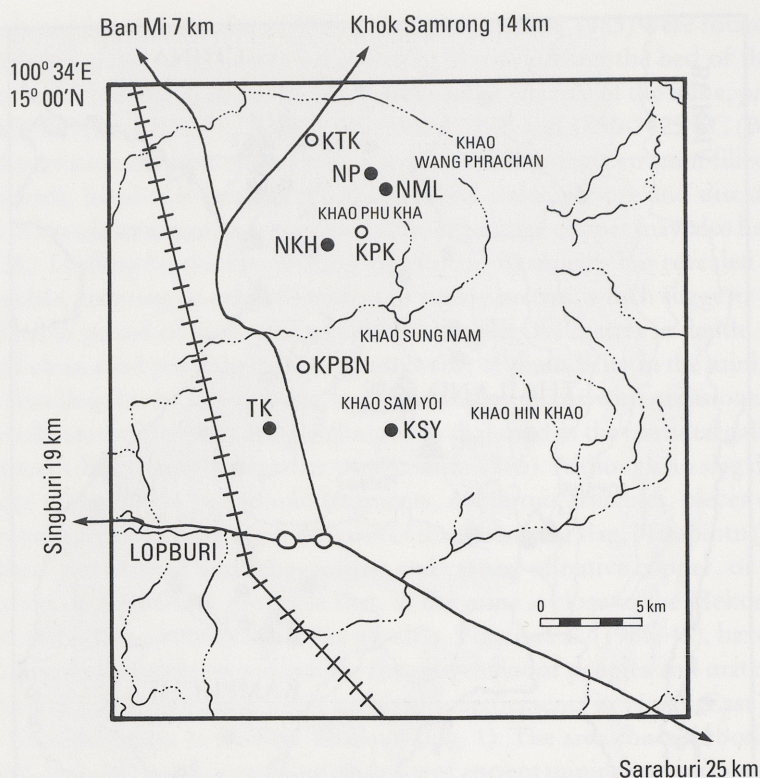 Ban Mi 7 km
Khok Samrong 14 km
100° 34'E
15° 00'N
KTK
KHAO
WANG PHRACHAN
NP
NML
KHAO PHU KHA
NKH
KPK
KHAO SUNG NAM
KPBN
TK
KHAO SAM YOI
KHAO HIN KHAO
KSY
Singburi 19 km
LOPBURI
0 5 km
Saraburi 25 km